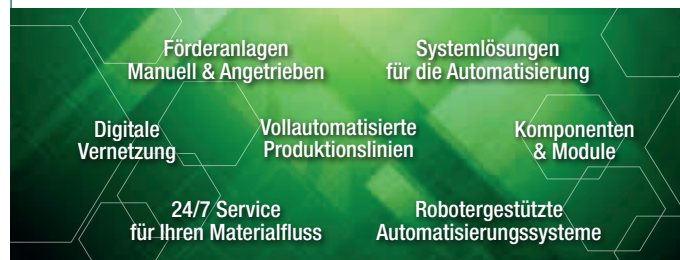 Förderanlagen
Manuell & Angetrieben
Systemlösungen
für die Automatisierung
Digitale
Vernetzung
Vollautomatisierte
Produktionslinien
Komponenten
& Module
24/7 Service
für Ihren Materialfluss
Robotergestützte
Automatisierungssysteme